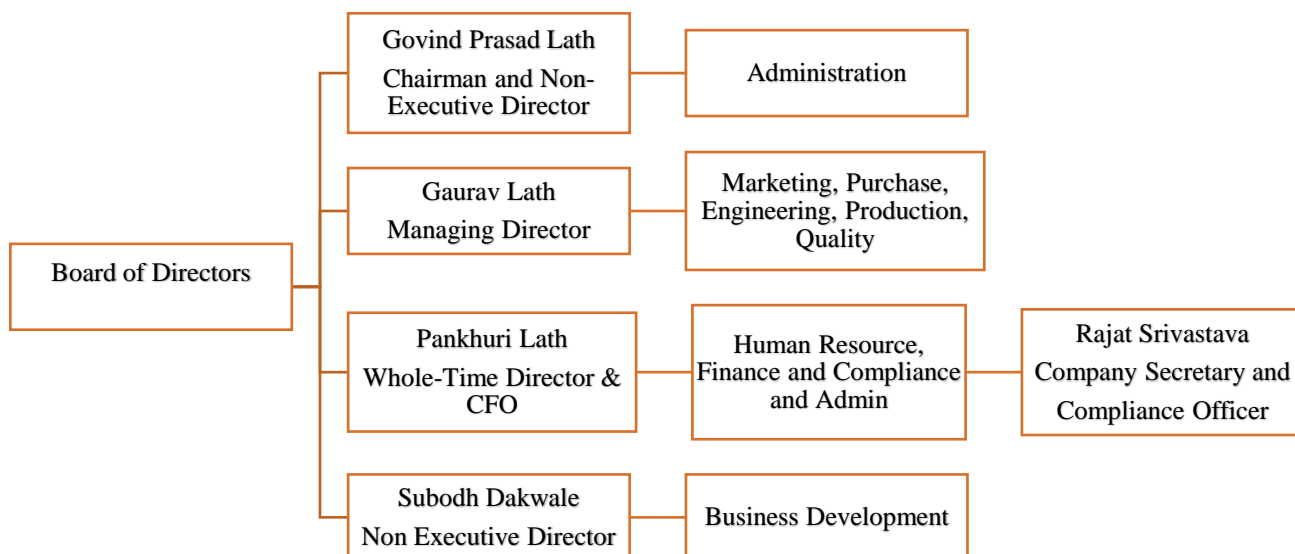 Board of Directors
Govind Prasad Lath
Chairman and Non-
Executive Director
Administration
Gaurav Lath
Managing Director
Marketing, Purchase,
Engineering, Production,
Quality
Pankhuri Lath
Whole-Time Director &
CFO
Human Resource,
Finance and Compliance
and Admin
Rajat Srivastava
Company Secretary and
Compliance Officer
Subodh Dakwale
Non Executive Director
Business Development